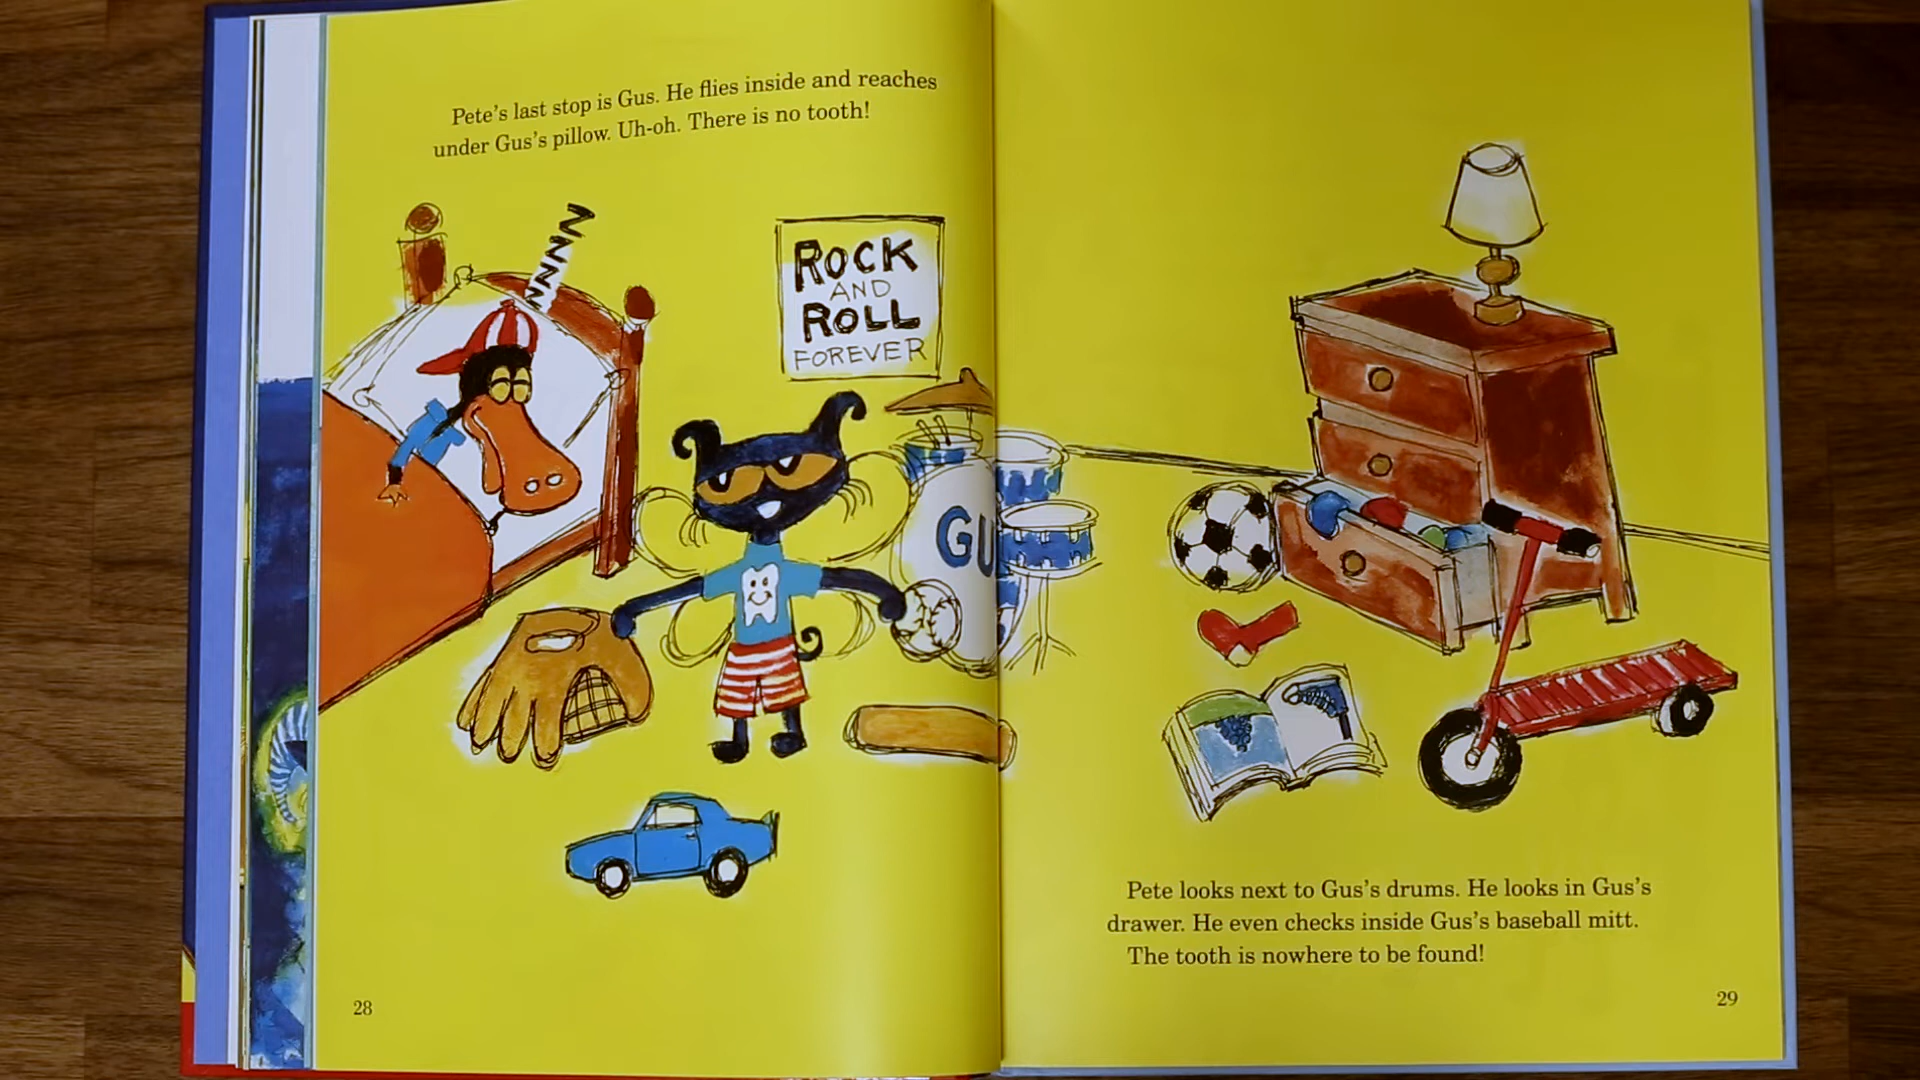 Pete's last stop is Gus. He flies inside and reaches
under Gus's pillow. Uh-oh. There is no tooth!
ZZZZZ
ROCK
AND
ROLL
FOREVER
GU
Pete looks next to Gus's drums. He looks in Gus's
drawer. He even checks inside Gus's baseball mitt.
The tooth is nowhere to be found!
28
29